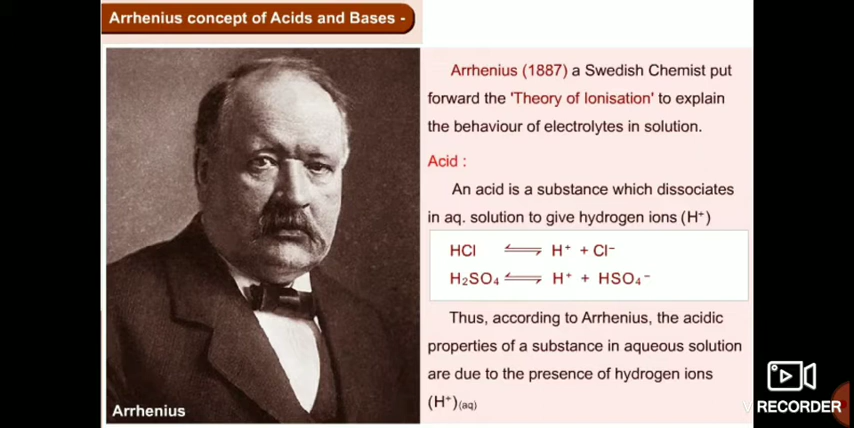 Arrhenius concept of Acids and Bases -
Arrhenius (1887) a Swedish Chemist put
forward the 'Theory of Ionisation' to explain
the behaviour of electrolytes in solution.
Acid :
An acid is a substance which dissociates
in aq. solution to give hydrogen ions (H⁺)
HCl ⇌ H⁺ + Cl⁻
H₂SO₄ ⇌ H⁺ + HSO₄⁻
Thus, according to Arrhenius, the acidic
properties of a substance in aqueous solution
are due to the presence of hydrogen ions
(H⁺)(aq)
Arrhenius
V RECORDER